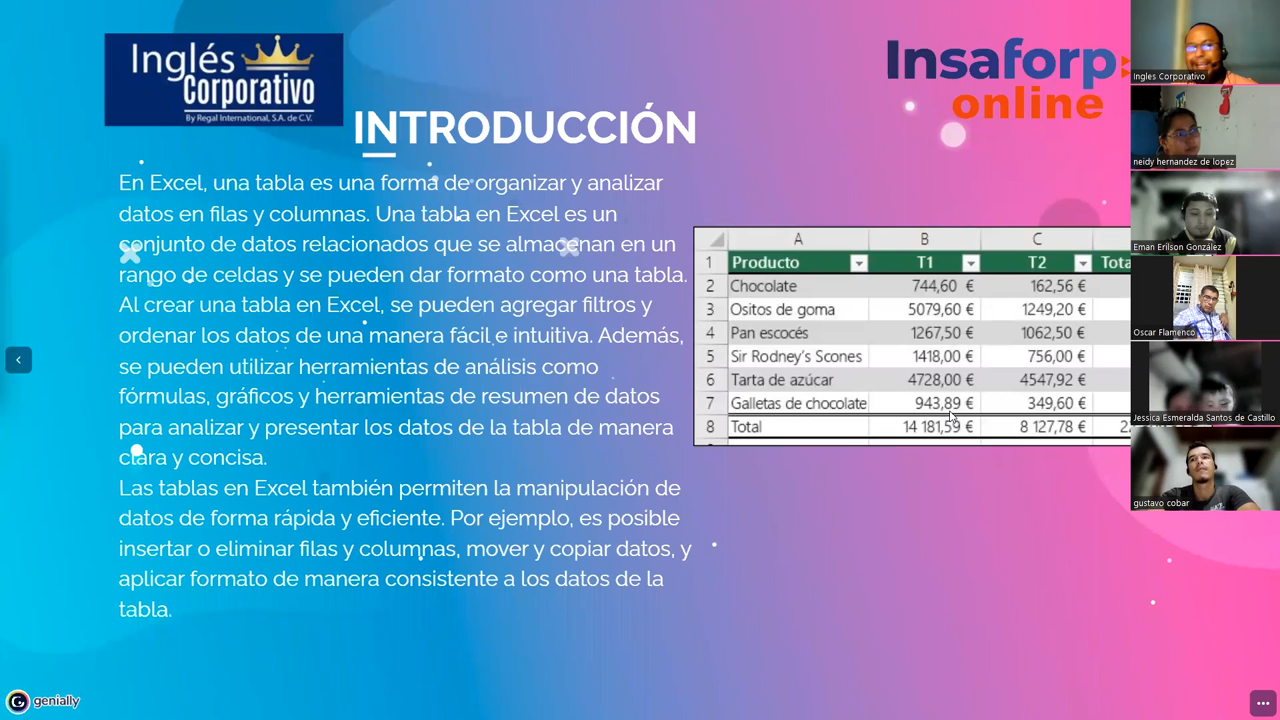 Inglés
Corporativo
By Regal International, S.A. de C.V.
Insaforp
online
INTRODUCCIÓN
En Excel, una tabla es una forma de organizar y analizar
datos en filas y columnas. Una tabla en Excel es un
conjunto de datos relacionados que se almacenan en un
rango de celdas y se pueden dar formato como una tabla.
Al crear una tabla en Excel, se pueden agregar filtros y
ordenar los datos de una manera fácil e intuitiva. Además,
se pueden utilizar herramientas de análisis como
fórmulas, gráficos y herramientas de resumen de datos
para analizar y presentar los datos de la tabla de manera
clara y concisa.
Las tablas en Excel también permiten la manipulación de
datos de forma rápida y eficiente. Por ejemplo, es posible
insertar o eliminar filas y columnas, mover y copiar datos, y
aplicar formato de manera consistente a los datos de la
tabla.
A B C
1 Producto T1 T2 Tota
2 Chocolate 744,60 € 162,56 €
3 Ositos de goma 5079,60 € 1249,20 €
4 Pan escocés 1267,50 € 1062,50 €
5 Sir Rodney's Scones 1418,00 € 756,00 €
6 Tarta de azúcar 4728,00 € 4547,92 €
7 Galletas de chocolate 943,89 € 349,60 €
8 Total 14 181,59 € 8 127,78 €
Ingles Corporativo
neidy hernandez de lopez
Eman Erilson González
Oscar Flamenco
Jessica Esmeralda Santos de Castillo
gustavo cobar
genially